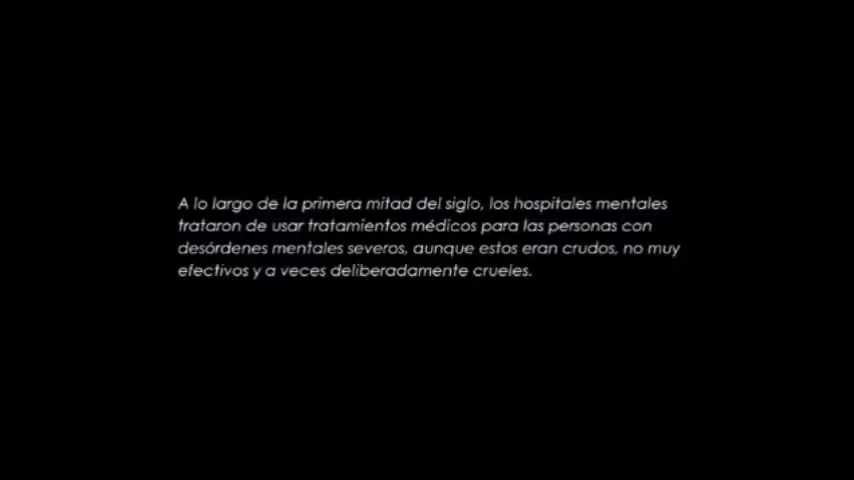 A lo largo de la primera mitad del siglo, los hospitales mentales
trataron de usar tratamientos médicos para las personas con
desórdenes mentales severos, aunque estos eran crudos, no muy
efectivos y a veces deliberadamente crueles.